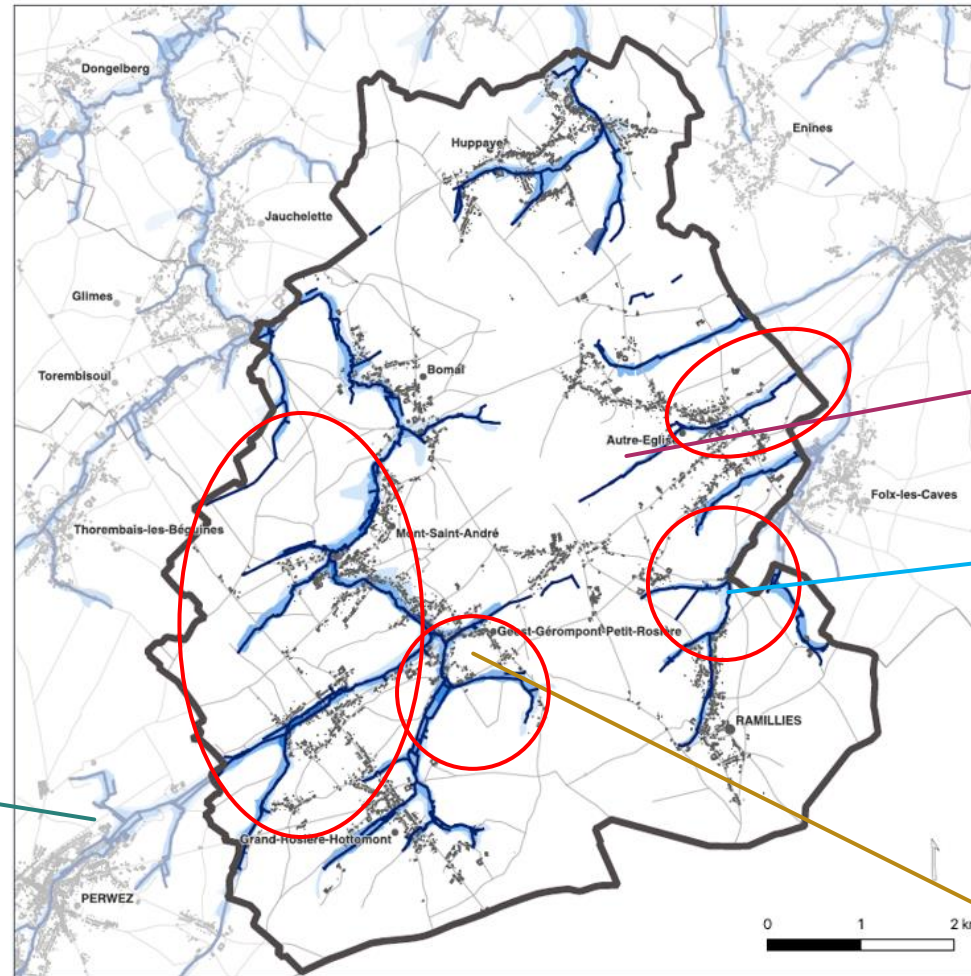 Dongelberg
Enines
Huppaye
Jauchelette
Glimes
Torembisoul
Bomal
Autre-Eglise
Folx-les-Caves
Thorembais-les-Béguines
Mont-Saint-André
Geest-Gérompont-Petit-Rosière
RAMILLIES
Grand-Rosière-Hottomont
PERWEZ
0 1 2 k